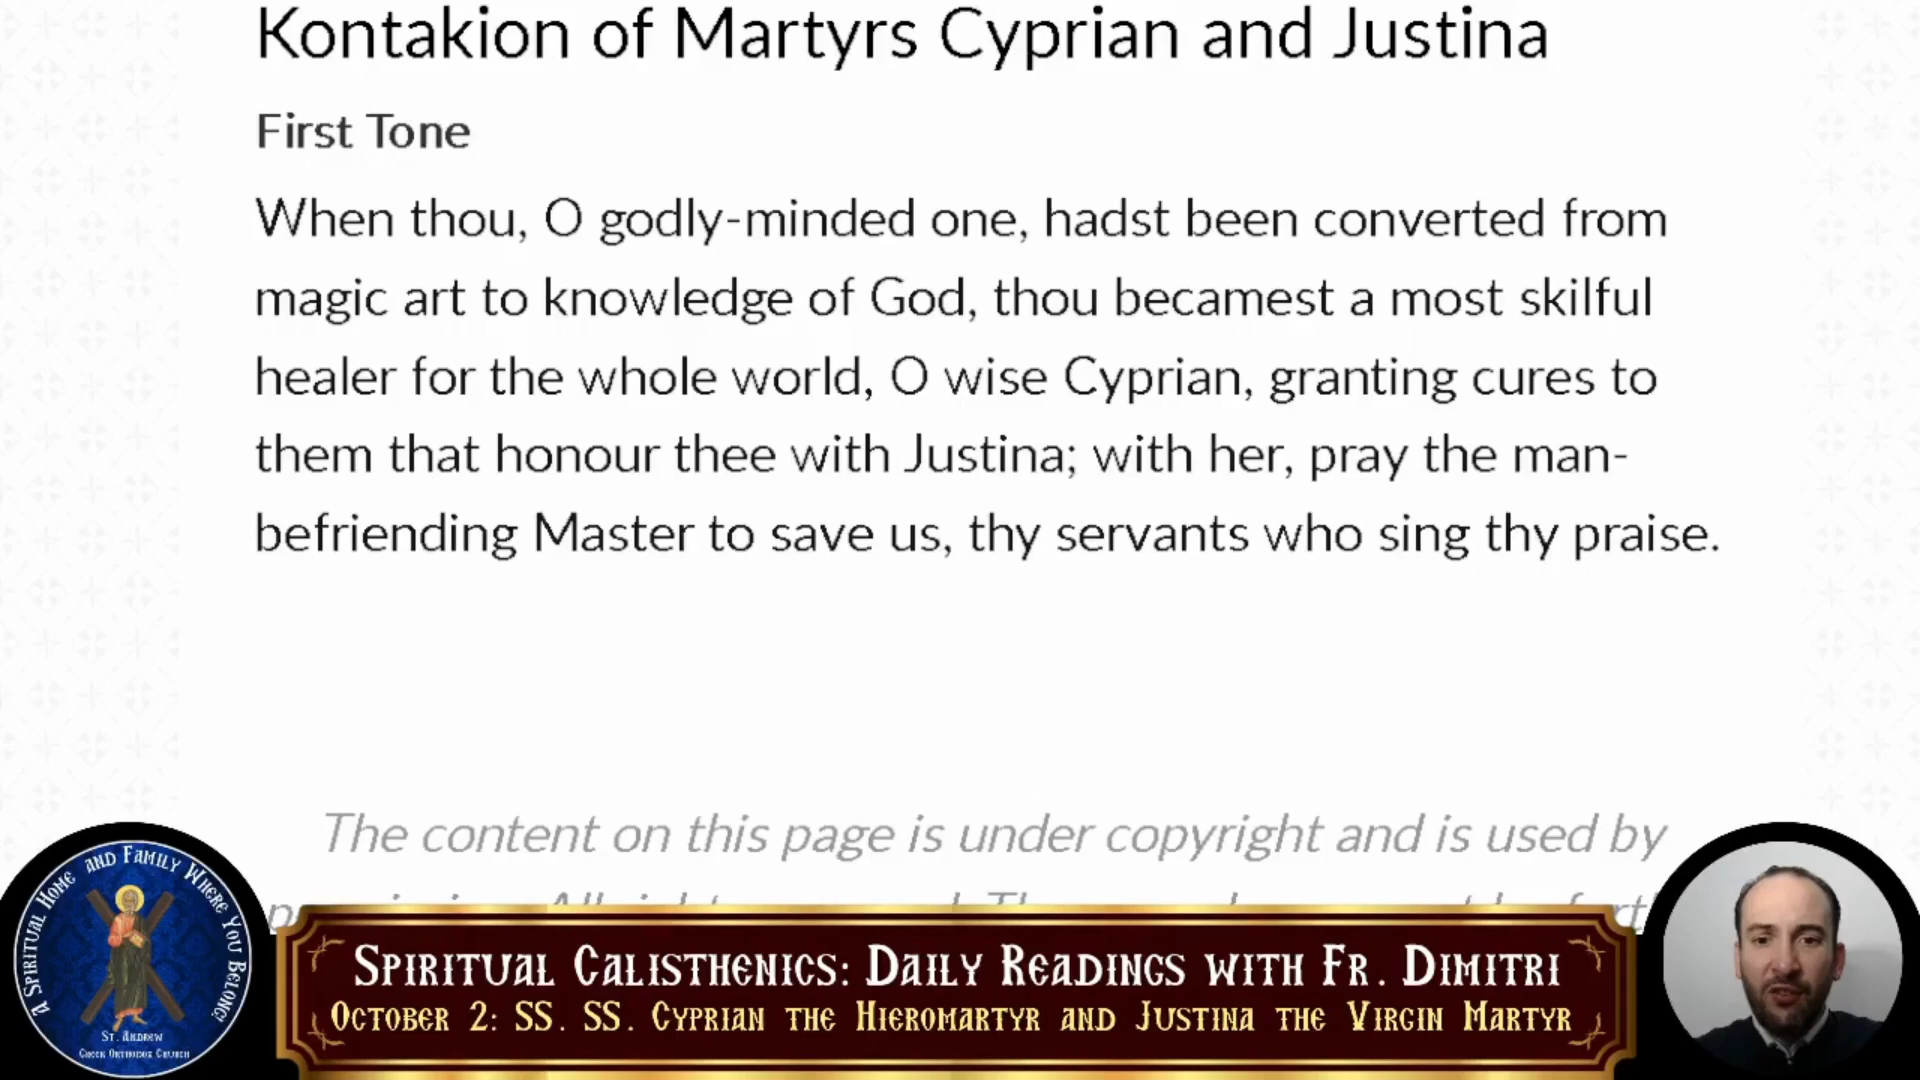 Kontakion of Martyrs Cyprian and Justina
First Tone
When thou, O godly-minded one, hadst been converted from
magic art to knowledge of God, thou becamest a most skilful
healer for the whole world, O wise Cyprian, granting cures to
them that honour thee with Justina; with her, pray the man-
befriending Master to save us, thy servants who sing thy praise.
The content on this page is under copyright and is used by
A Spiritual Home and Family Where You Belong!
St. Andrew
Greek Orthodox Church
Spiritual Calisthenics: Daily Readings with Fr. Dimitri
October 2: SS. SS. Cyprian the Hieromartyr and Justina the Virgin Martyr